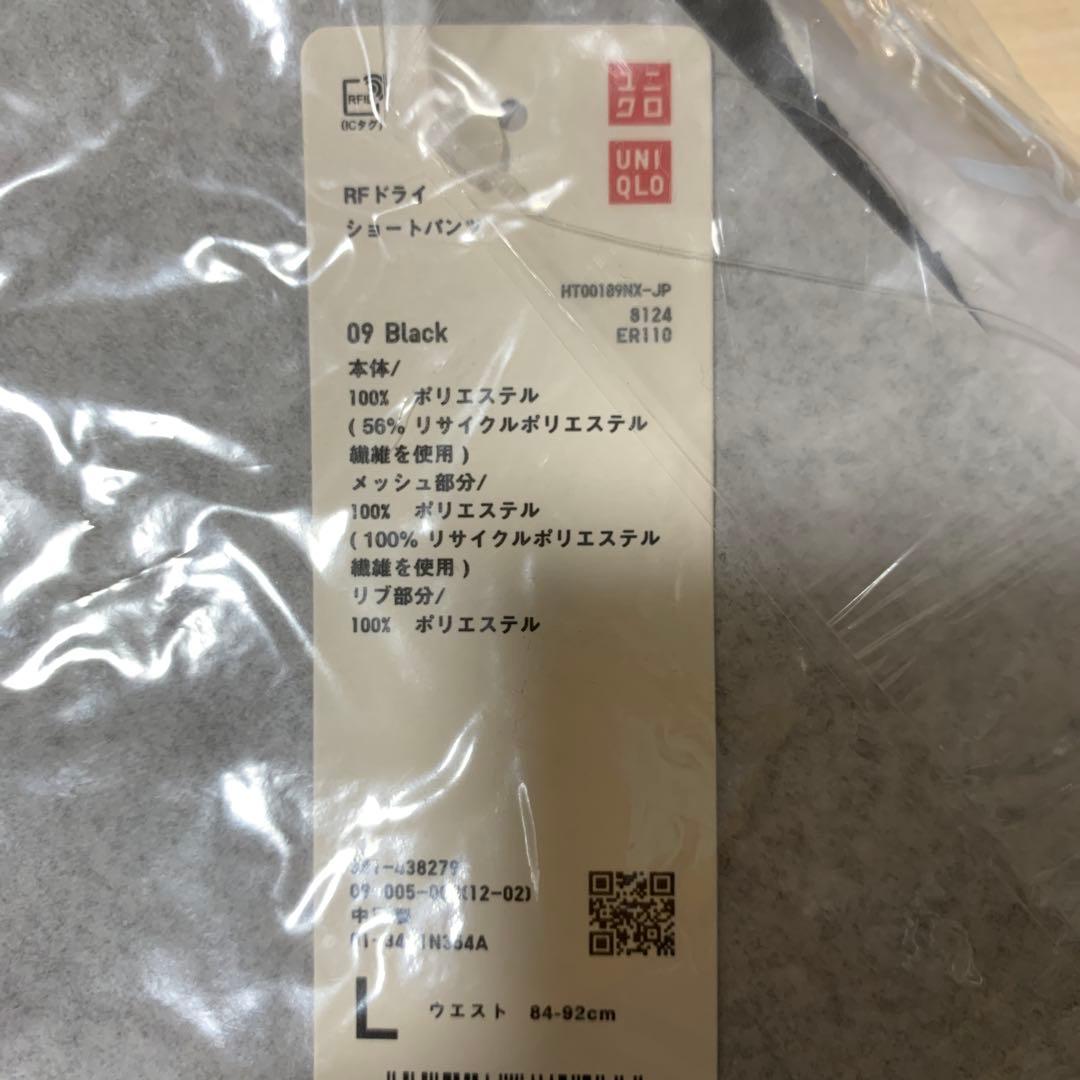 RFID
(ICタグ)
ユニ
クロ
UNI
QLO
RFドライ
ショートパンツ
HT00189NX-JP
8124
ER110
09 Black
本体/
100% ポリエステル
( 56% リサイクルポリエステル
繊維を使用 )
メッシュ部分/
100% ポリエステル
( 100% リサイクルポリエステル
繊維を使用 )
リブ部分/
100% ポリエステル
L
ウエスト 84-92cm